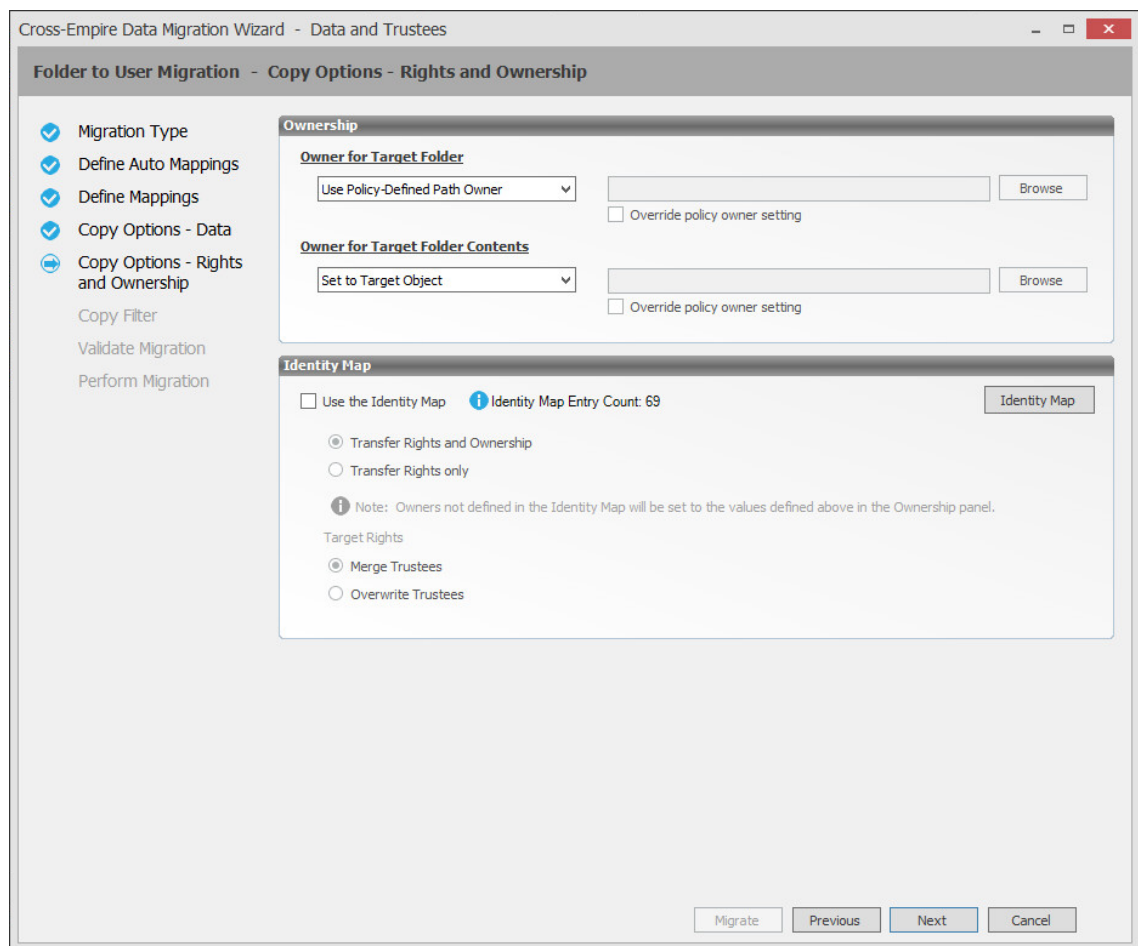 Cross-Empire Data Migration Wizard  -  Data and Trustees
Folder to User Migration  -  Copy Options - Rights and Ownership
Migration Type
Define Auto Mappings
Define Mappings
Copy Options - Data
Copy Options - Rights
and Ownership
Copy Filter
Validate Migration
Perform Migration
Ownership
Owner for Target Folder
Use Policy-Defined Path Owner
Browse
Override policy owner setting
Owner for Target Folder Contents
Set to Target Object
Browse
Override policy owner setting
Identity Map
Use the Identity Map
Identity Map Entry Count: 69
Identity Map
Transfer Rights and Ownership
Transfer Rights only
Note:  Owners not defined in the Identity Map will be set to the values defined above in the Ownership panel.
Target Rights
Merge Trustees
Overwrite Trustees
Migrate
Previous
Next
Cancel